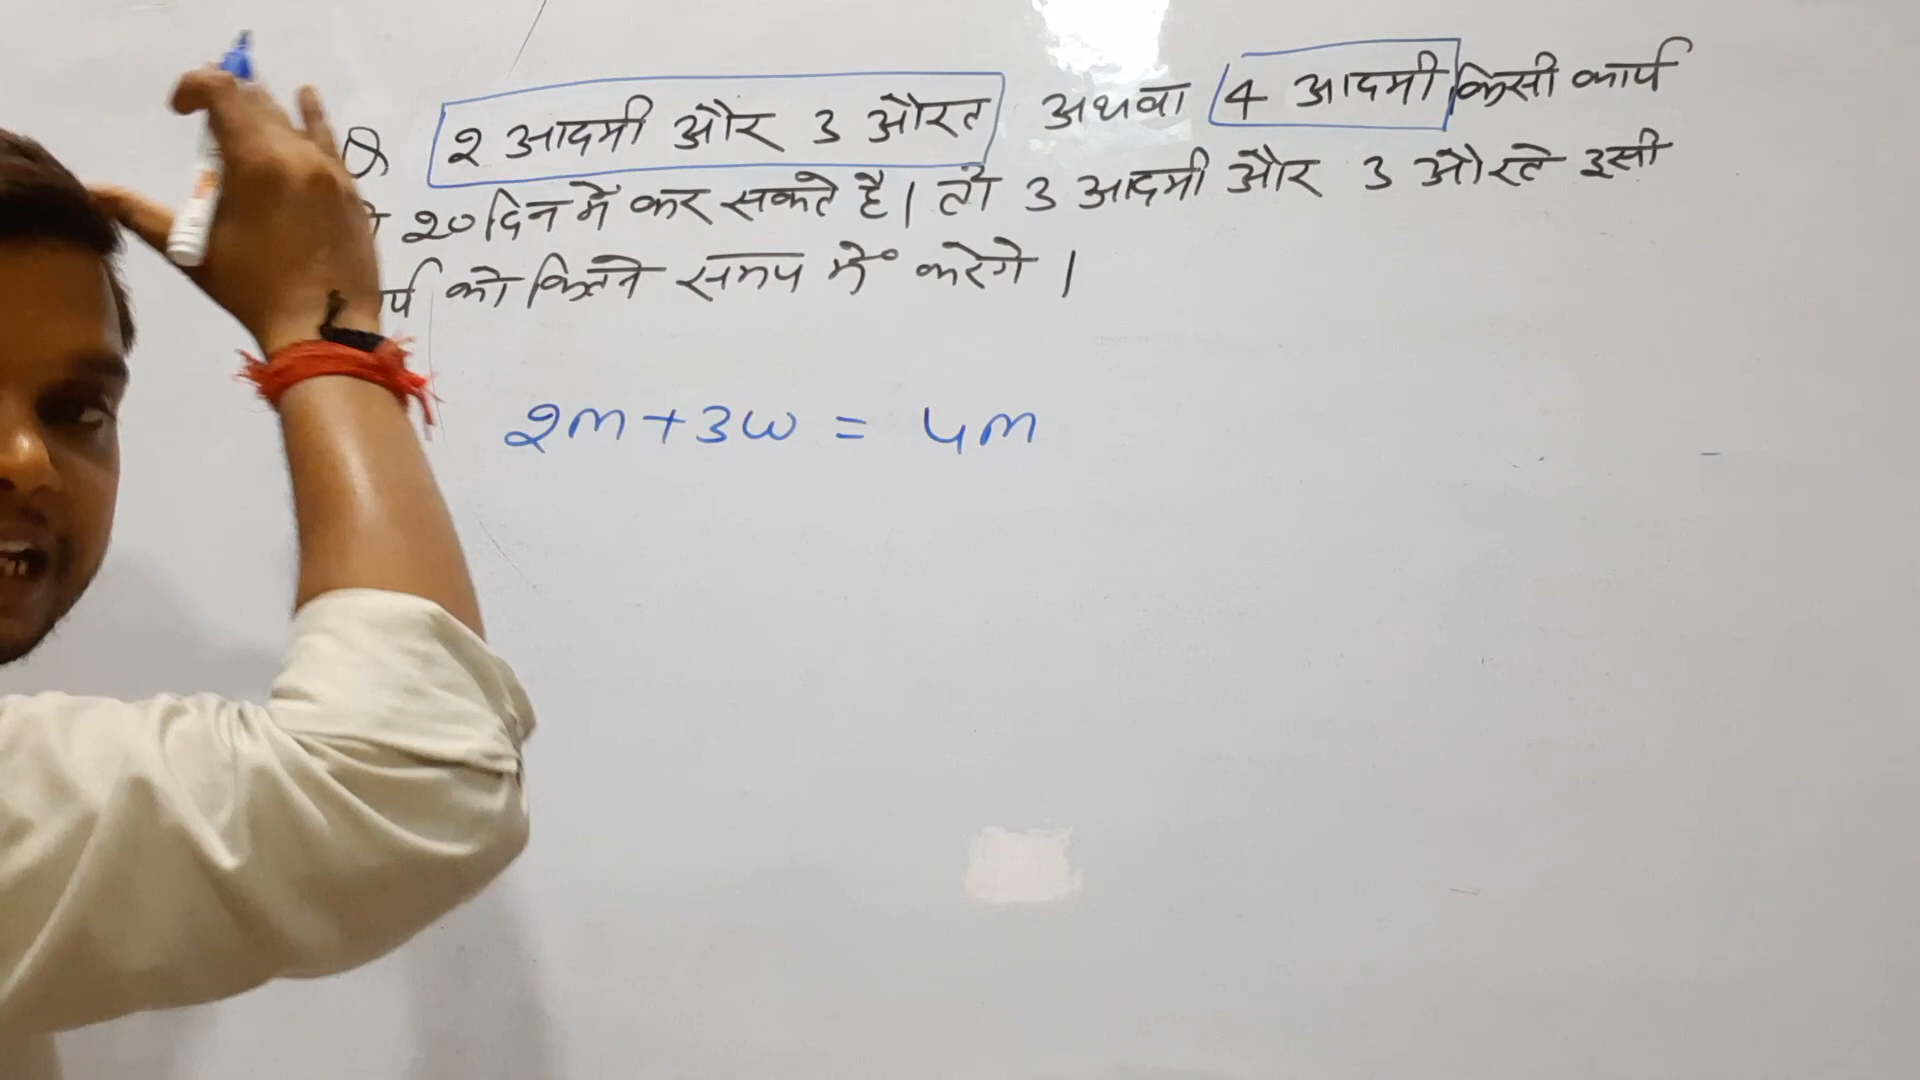 Q 2 आदमी और 3 औरत अथवा 4 आदमी किसी कार्य
20 दिन में कर सकते है। तो 3 आदमी और 3 औरते इसी
को कितने समय में करेगे।
2m+3w = 4m